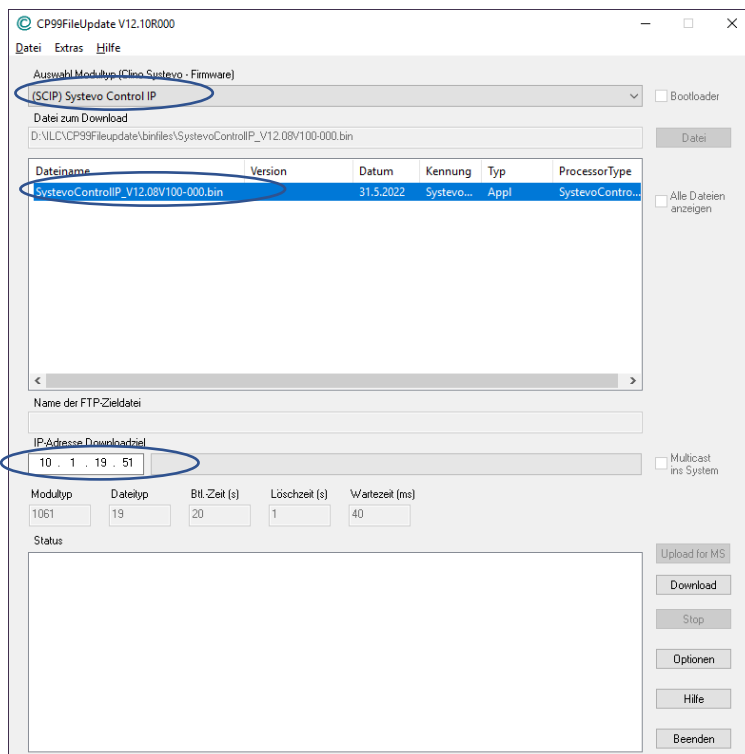 CP99FileUpdate V12.10R000
Datei Extras Hilfe
Auswahl Modultyp (Clino Systevo - Firmware)
(SCIP) Systevo Control IP
Bootloader
Datei zum Download
D:\ILC\CP99Fileupdate\binfiles\SystevoControlIP_V12.08V100-000.bin
Datei
Dateiname Version Datum Kennung Typ ProcessorType
SystevoControlIP_V12.08V100-000.bin 31.5.2022 Systevo... Appl SystevoContro...
Alle Dateien
anzeigen
Name der FTP-Zieldatei
IP-Adresse Downloadziel
10 . 1 . 19 . 51
Multicast
ins System
Modultyp Dateityp Btl.-Zeit (s) Löschzeit (s) Wartezeit (ms)
1061 19 20 1 40
Status
Upload for MS
Download
Stop
Optionen
Hilfe
Beenden